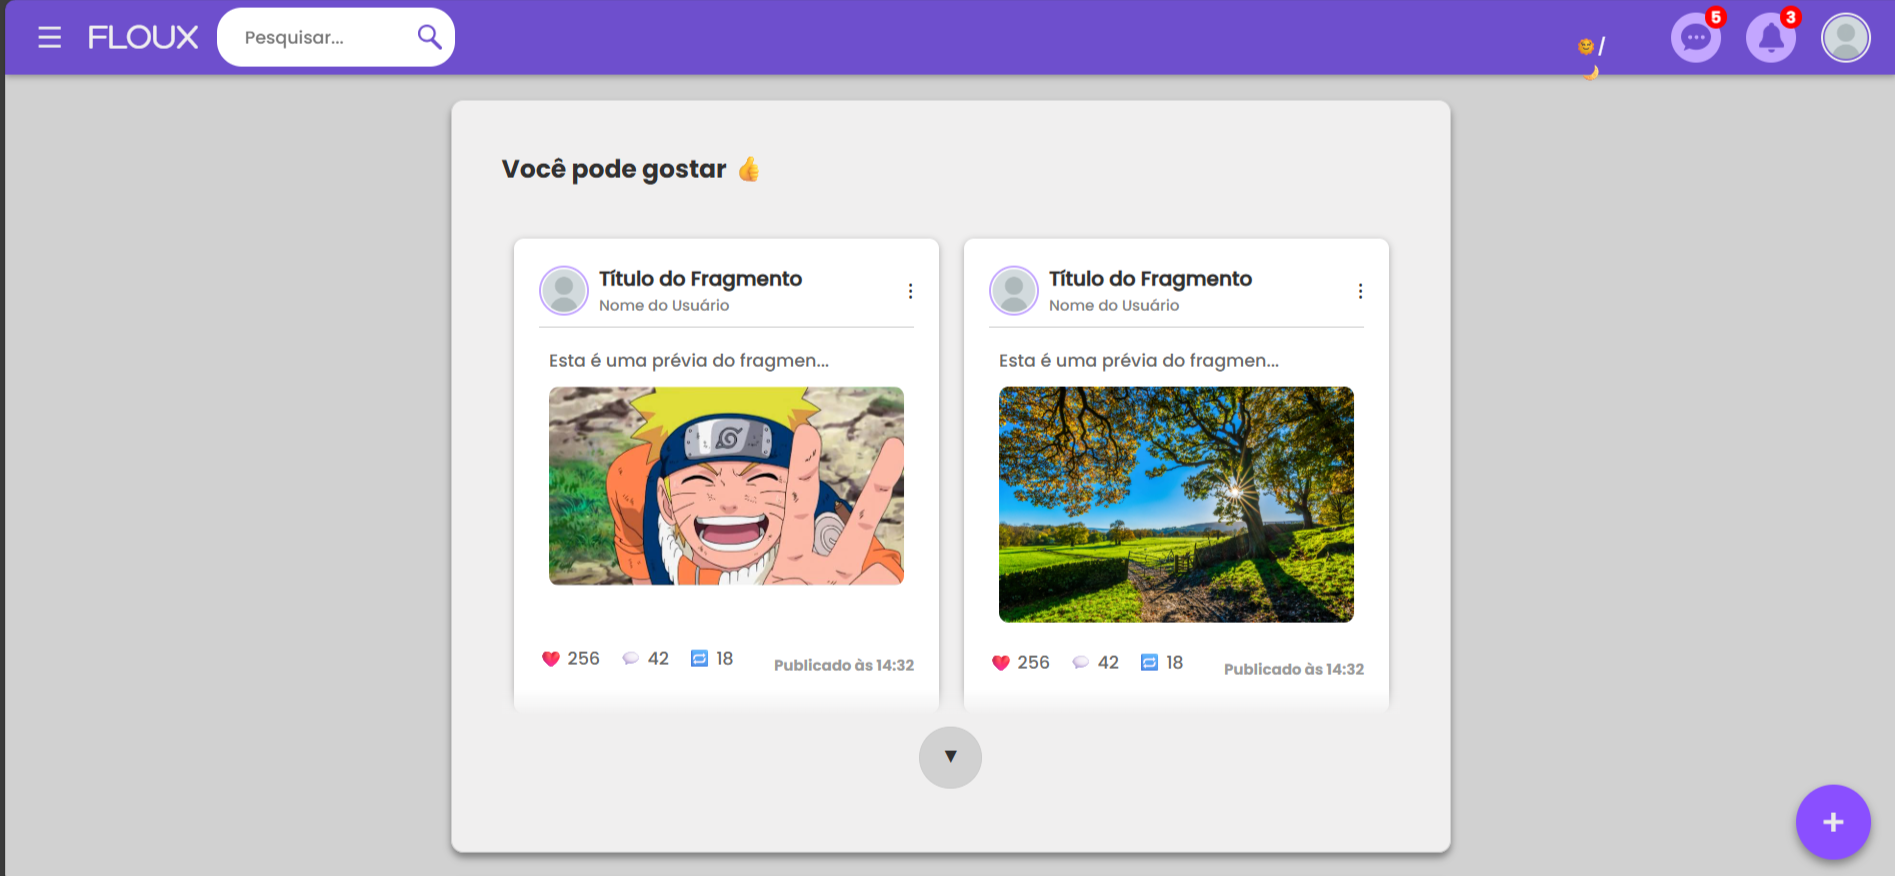 FLOUX
Pesquisar...
/
5
3
Você pode gostar 👍
Título do Fragmento
Nome do Usuário
Esta é uma prévia do fragmen...
256 42 18 Publicado às 14:32
Título do Fragmento
Nome do Usuário
Esta é uma prévia do fragmen...
256 42 18 Publicado às 14:32